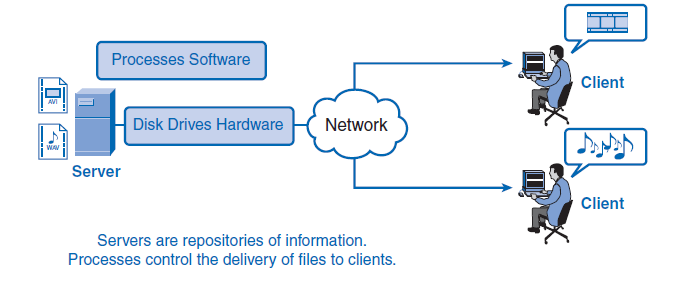 Processes Software
Client
AVI
Disk Drives Hardware
Network
WAV
Server
Client
Servers are repositories of information.
Processes control the delivery of files to clients.